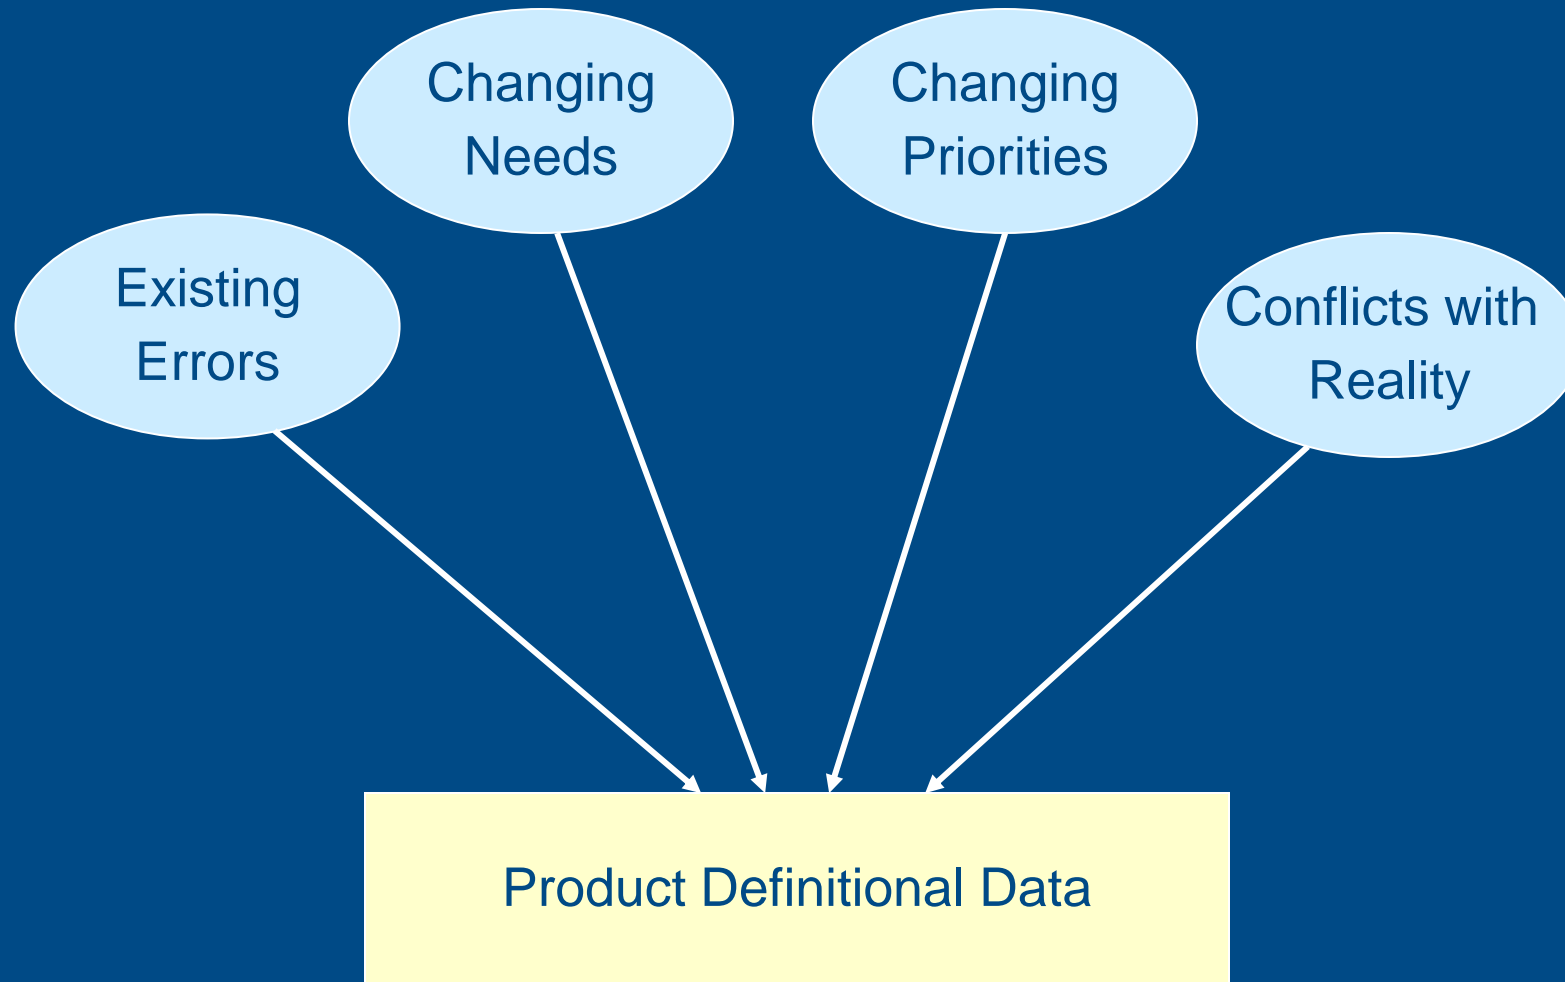 Changing
Needs
Changing
Priorities
Existing
Errors
Conflicts with
Reality
Product Definitional Data